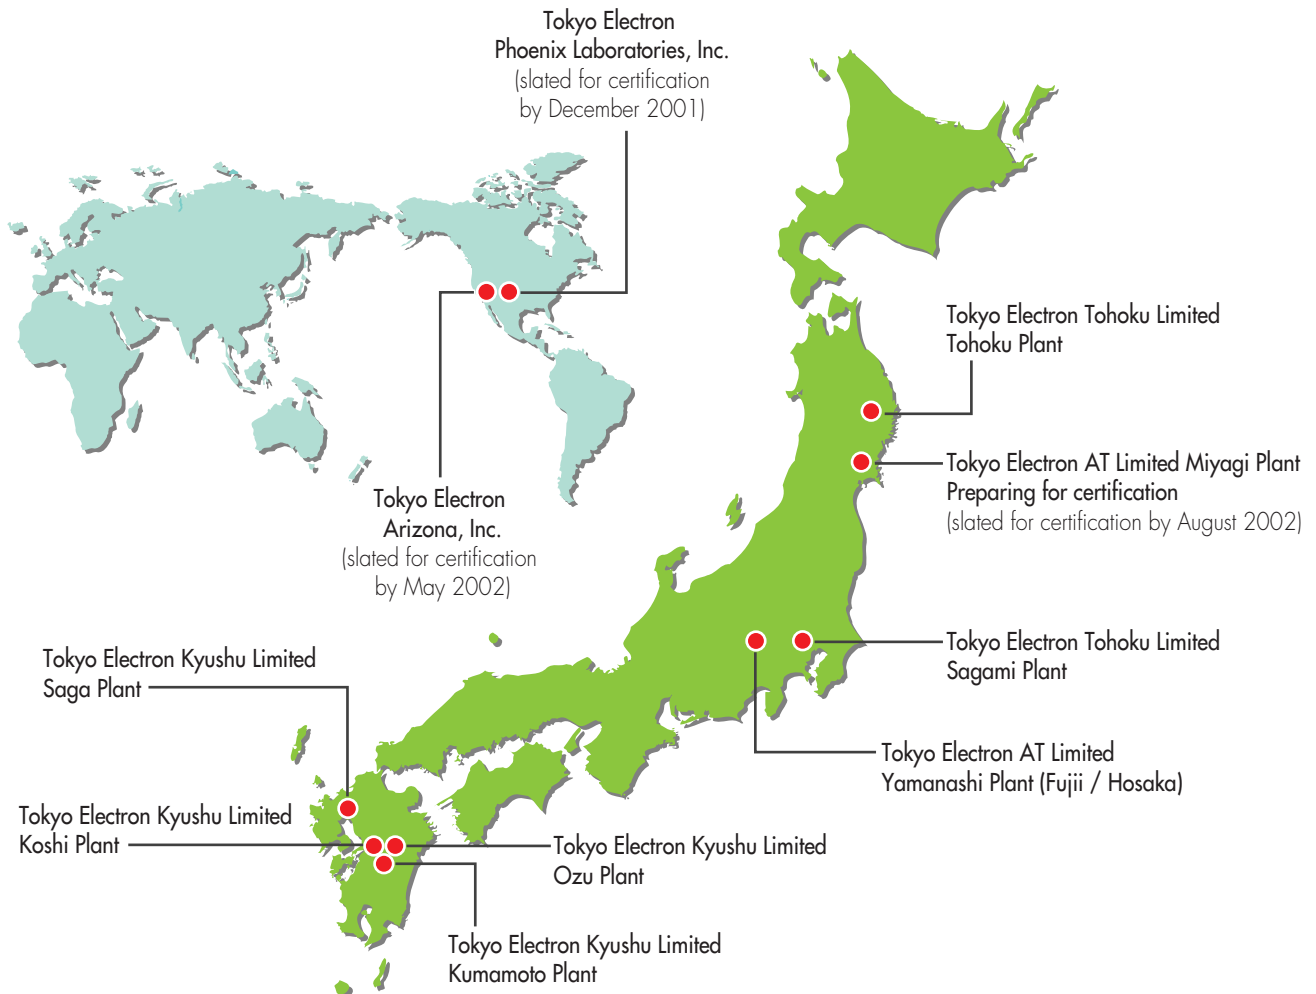 Tokyo Electron
Phoenix Laboratories, Inc.
(slated for certification
by December 2001)
Tokyo Electron Tohoku Limited
Tohoku Plant
Tokyo Electron AT Limited Miyagi Plant
Preparing for certification
(slated for certification by August 2002)
Tokyo Electron
Arizona, Inc.
(slated for certification
by May 2002)
Tokyo Electron Tohoku Limited
Sagami Plant
Tokyo Electron Kyushu Limited
Saga Plant
Tokyo Electron AT Limited
Yamanashi Plant (Fujii / Hosaka)
Tokyo Electron Kyushu Limited
Koshi Plant
Tokyo Electron Kyushu Limited
Ozu Plant
Tokyo Electron Kyushu Limited
Kumamoto Plant